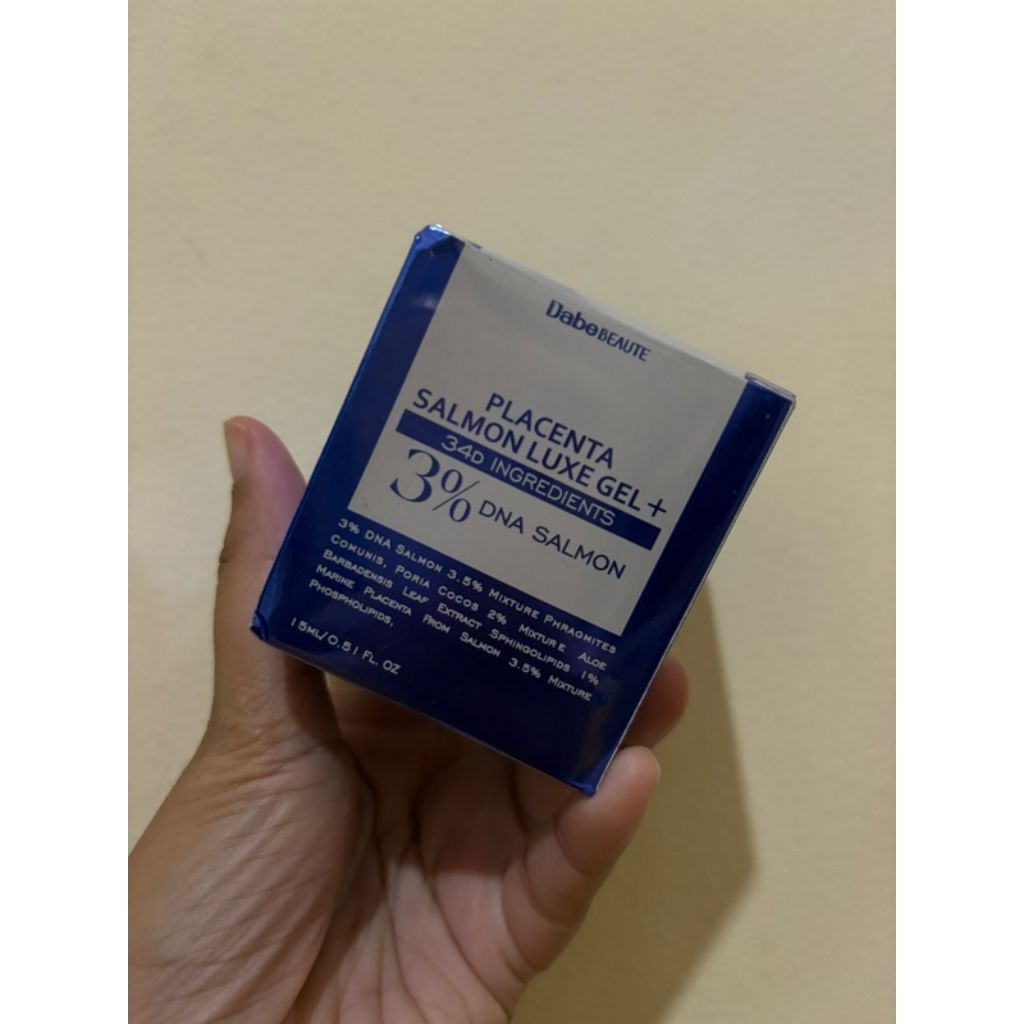 Dabo BEAUTE
PLACENTA
SALMON LUXE GEL+
34D INGREDIENTS
3% DNA SALMON
3% DNA SALMON 3.5% MIXTURE PHRAGMITES
COMUNIS, PORIA COCOS 2% MIXTURE ALOE
BARBADENSIS LEAF EXTRACT SPHINGOLIPIDS 1%
MARINE PLACENTA FROM SALMON 3.5% MIXTURE
PHOSPHOLIPIDS,
15ML/0.51 FL. OZ